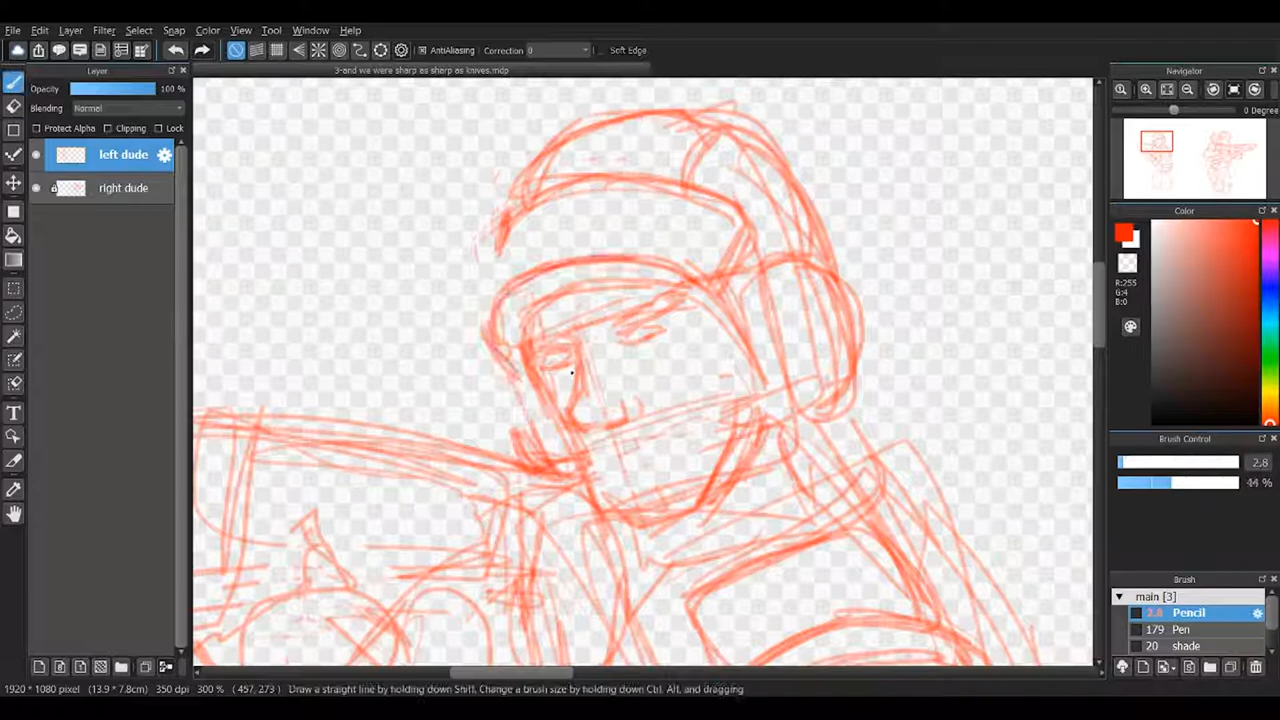 File Edit Layer Filter Select Snap Color View Tool Window Help
AntiAliasing Correction 0 Soft Edge
Layer
3-and we were sharp as sharp as knives.mdp
Navigator
Opacity 100 %
Blending Normal
0 Degree
Protect Alpha Clipping Lock
left dude
right dude
Color
R:255
G:4
B:0
Brush Control
2.8
44 %
Brush
main [3]
2.8 Pencil
179 Pen
20 shade
1920 * 1080 pixel (13.9 * 7.8cm) 350 dpi 300 % ( 457, 273 ) Draw a straight line by holding down Shift, Change a brush size by holding down Ctrl, Alt, and dragging